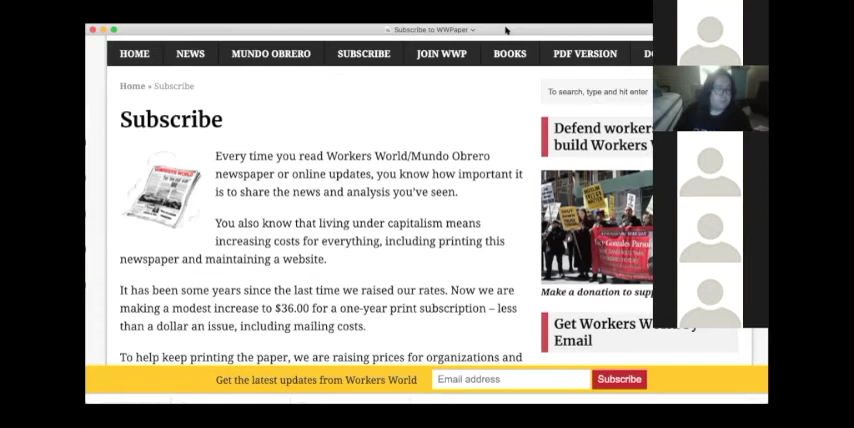 Subscribe to WWPaper
HOME NEWS MUNDO OBRERO SUBSCRIBE JOIN WWP BOOKS PDF VERSION
Home » Subscribe
To search, type and hit enter
Subscribe
Defend workers
build Workers
Every time you read Workers World/Mundo Obrero
newspaper or online updates, you know how important it
is to share the news and analysis you've seen.
You also know that living under capitalism means
increasing costs for everything, including printing this
newspaper and maintaining a website.
It has been some years since the last time we raised our rates. Now we are
making a modest increase to $36.00 for a one-year print subscription – less
than a dollar an issue, including mailing costs.
To help keep printing the paper, we are raising prices for organizations and
WORKERS WORLD
Make a donation to
Get Workers
Email
Get the latest updates from Workers World Email address Subscribe